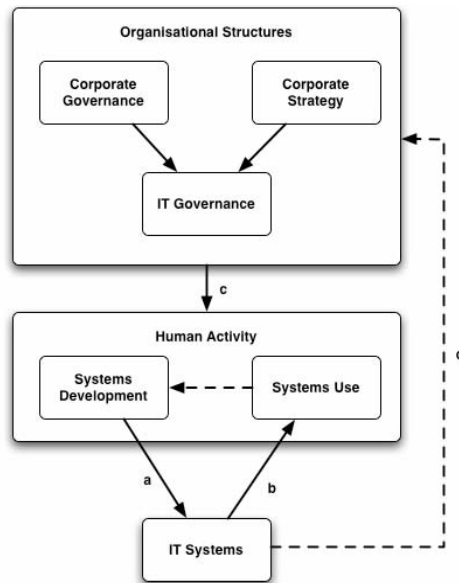 Organisational Structures
Corporate
Governance
Corporate
Strategy
IT Governance
c
Human Activity
Systems
Development
Systems Use
a
b
IT Systems